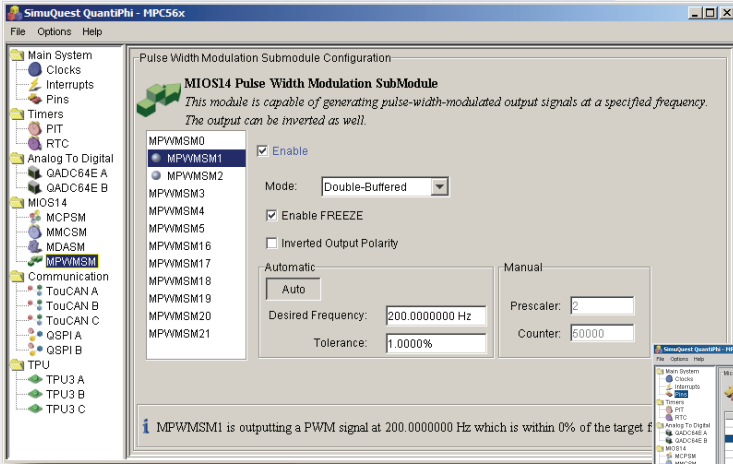 SimuQuest QuantiPhi - MPC56x
File Options Help
Main System
Clocks
Interrupts
Pins
Timers
PIT
RTC
Analog To Digital
QADC64E A
QADC64E B
MIOS14
MCPSM
MMCSM
MDASM
MPWMSM
Communication
TouCAN A
TouCAN B
TouCAN C
QSPI A
QSPI B
TPU
TPU3 A
TPU3 B
TPU3 C
Pulse Width Modulation Submodule Configuration
MIOS14 Pulse Width Modulation SubModule
This module is capable of generating pulse-width-modulated output signals at a specified frequency.
The output can be inverted as well.
MPWMSM0
MPWMSM1
MPWMSM2
MPWMSM3
MPWMSM4
MPWMSM5
MPWMSM16
MPWMSM17
MPWMSM18
MPWMSM19
MPWMSM20
MPWMSM21
Enable
Mode: Double-Buffered
Enable FREEZE
Inverted Output Polarity
Automatic
Auto
Desired Frequency: 200.0000000 Hz
Tolerance: 1.0000%
Manual
Prescaler: 2
Counter: 50000
MPWMSM1 is outputting a PWM signal at 200.0000000 Hz which is within 0% of the target f
SimuQuest QuantiPhi - MP
File Options Help
Main System
Clocks
Interrupts
Pins
Timers
PIT
RTC
Analog To Digital
QADC64E A
QADC64E B
MIOS14
MCPSM